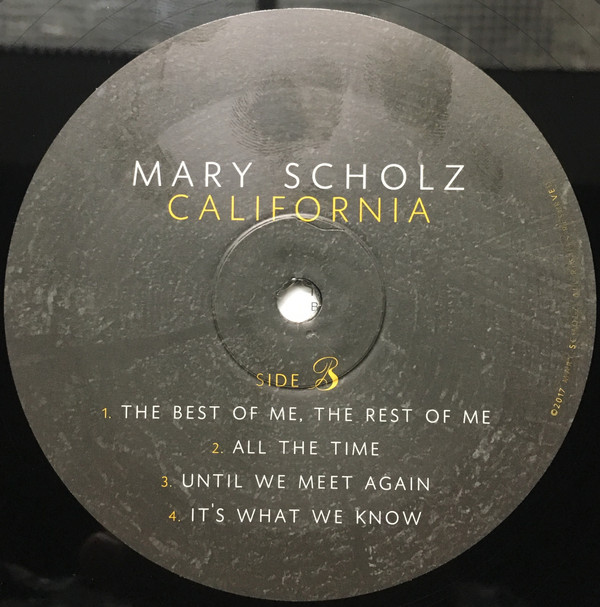 MARY SCHOLZ
CALIFORNIA
SIDE B
1. THE BEST OF ME, THE REST OF ME
2. ALL THE TIME
3. UNTIL WE MEET AGAIN
4. IT'S WHAT WE KNOW
©2017